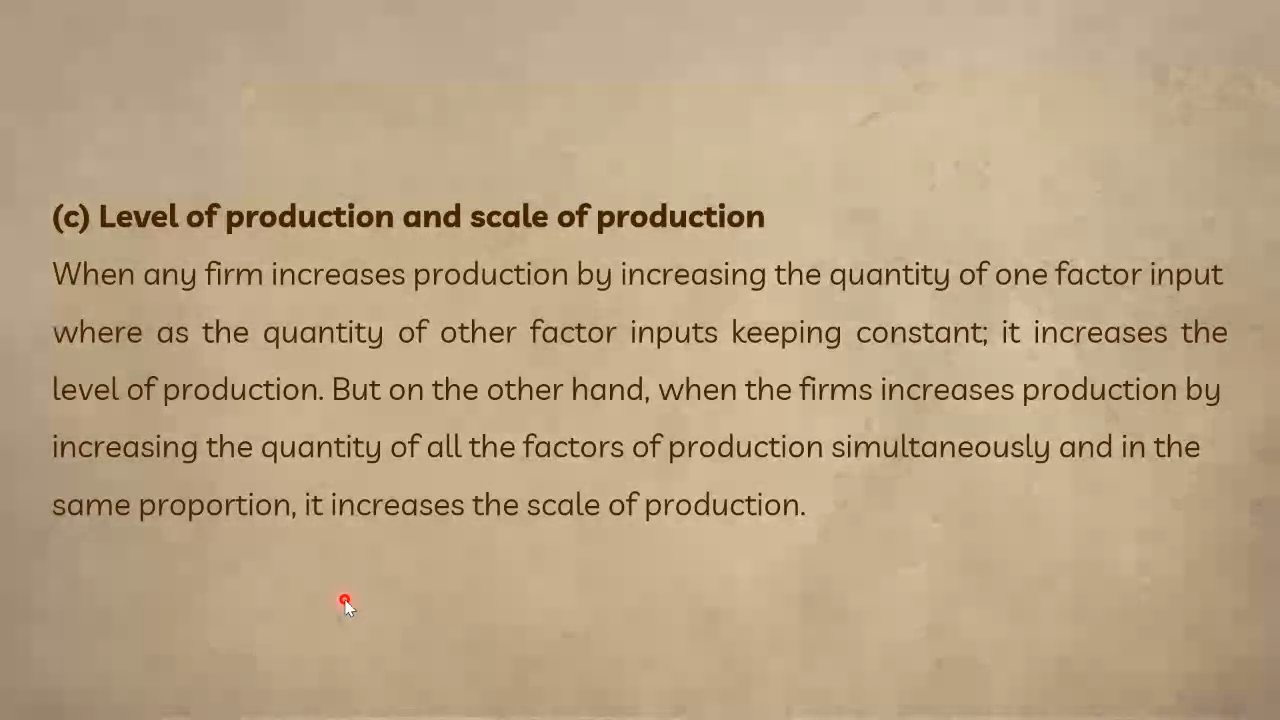 (c) Level of production and scale of production
When any firm increases production by increasing the quantity of one factor input
where as the quantity of other factor inputs keeping constant; it increases the
level of production. But on the other hand, when the firms increases production by
increasing the quantity of all the factors of production simultaneously and in the
same proportion, it increases the scale of production.